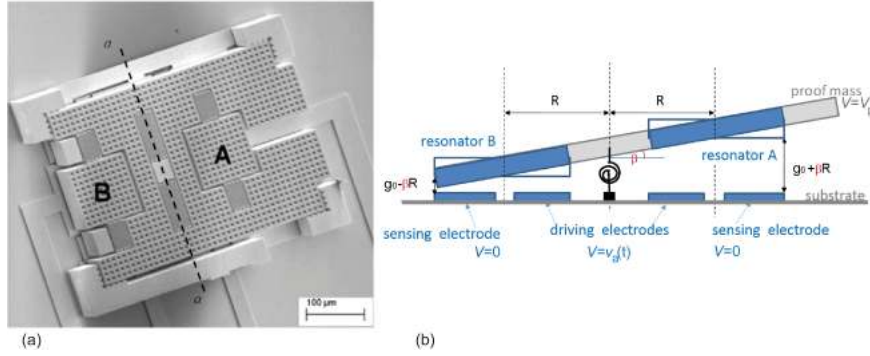 a
A
B
a
100 µm
(a)
R
R
proof mass
resonator B
β
resonator A
g₀-βR
g₀+βR
substrate
sensing electrode
V=0
driving electrodes
V=vₐ(t)
sensing electrode
V=0
(b)